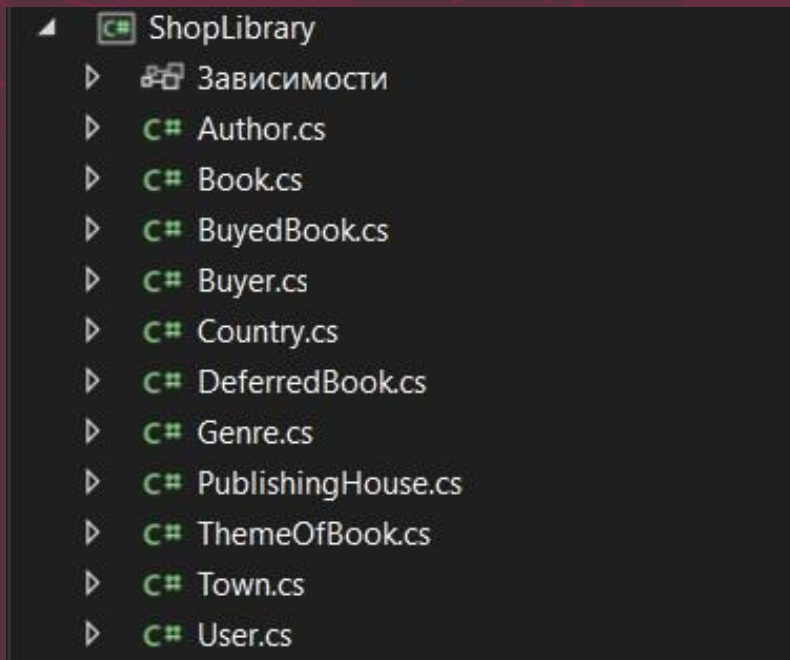 C# ShopLibrary
Зависимости
C# Author.cs
C# Book.cs
C# BuyedBook.cs
C# Buyer.cs
C# Country.cs
C# DeferredBook.cs
C# Genre.cs
C# PublishingHouse.cs
C# ThemeOfBook.cs
C# Town.cs
C# User.cs